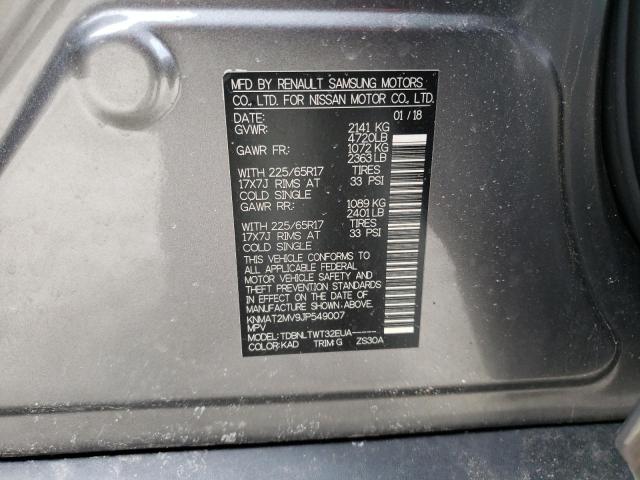 MFD BY RENAULT SAMSUNG MOTORS
CO., LTD. FOR NISSAN MOTOR CO., LTD.
DATE: 01 / 18
GVWR: 2141 KG
4720LB
GAWR FR.: 1072 KG
2363 LB
WITH 225/65R17 TIRES
17X7J RIMS AT 33 PSI
COLD SINGLE
GAWR RR.: 1089 KG
2401 LB
WITH 225/65R17 TIRES
17X7J RIMS AT 33 PSI
COLD SINGLE
THIS VEHICLE CONFORMS TO
ALL APPLICABLE FEDERAL
MOTOR VEHICLE SAFETY AND
THEFT PREVENTION STANDARDS
IN EFFECT ON THE DATE OF
MANUFACTURE SHOWN ABOVE.
KNMAT2MV9JP549007
MPV
MODEL: TDBNLTWT32EUA-----
COLOR: KAD TRIM: G ZS30A